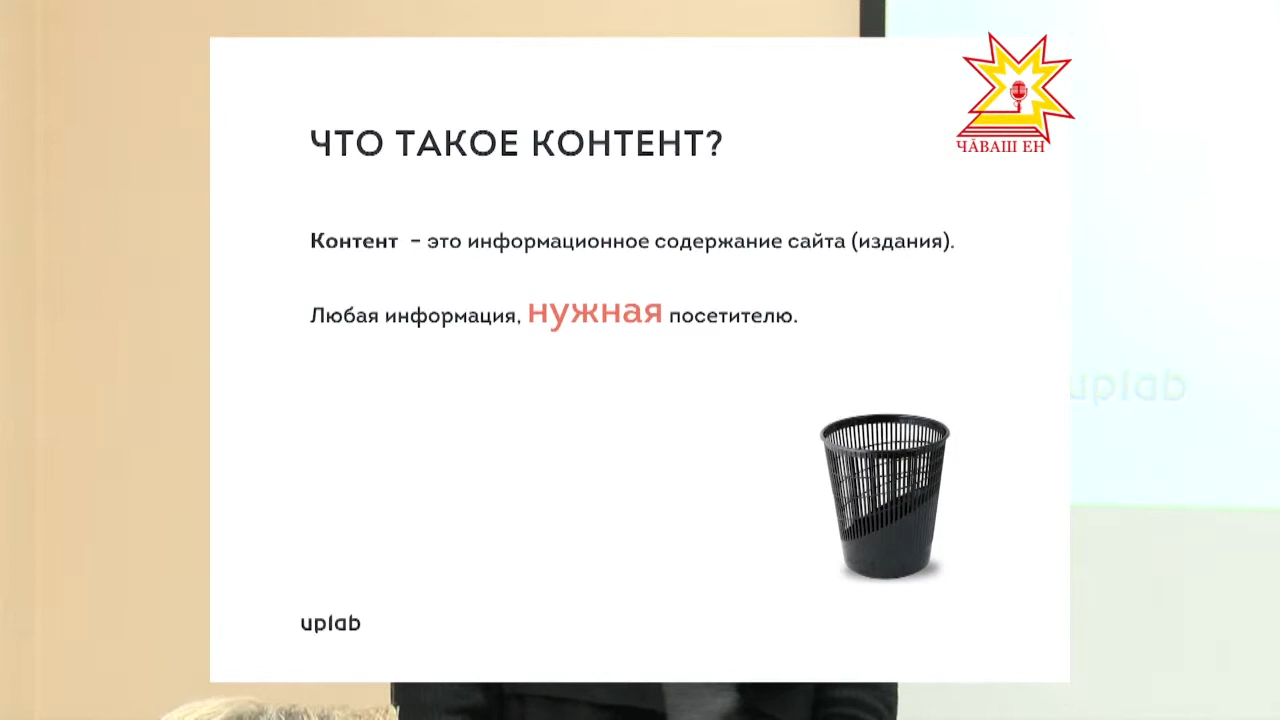 ЧĂВАШ ЕН
ЧТО ТАКОЕ КОНТЕНТ?
Контент – это информационное содержание сайта (издания).
Любая информация, нужная посетителю.
uplab
uplab